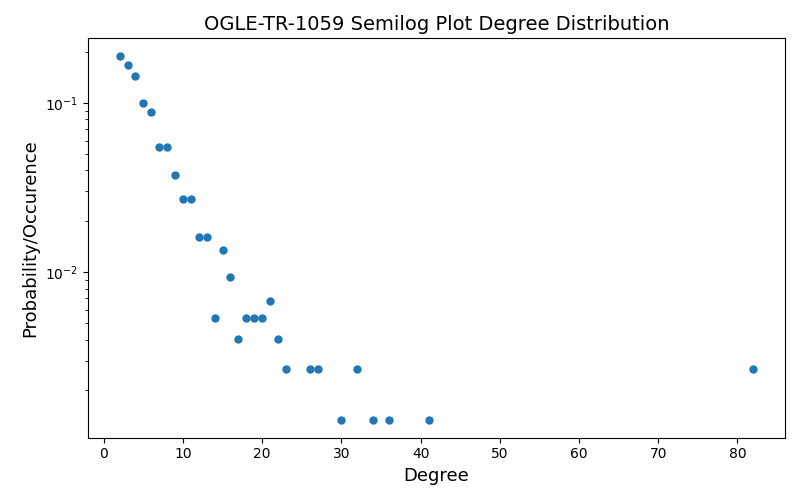 OGLE-TR-1059 Semilog Plot Degree Distribution
Probability/Occurence
10⁻¹
10⁻²
0 10 20 30 40 50 60 70 80
Degree